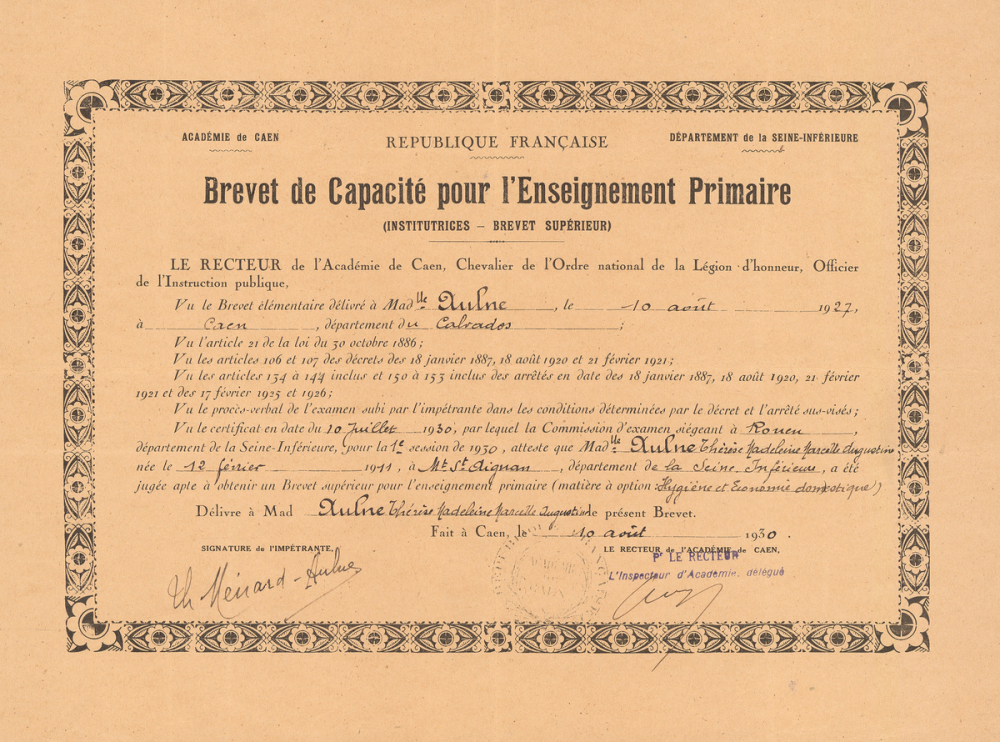 ACADÉMIE de CAEN
REPUBLIQUE FRANÇAISE
DÉPARTEMENT de la SEINE-INFÉRIEURE
Brevet de Capacité pour l'Enseignement Primaire
(INSTITUTRICES – BREVET SUPÉRIEUR)
LE RECTEUR de l'Académie de Caen, Chevalier de l'Ordre national de la Légion d'honneur, Officier
de l'Instruction publique,
Vu le Brevet élémentaire délivré à Mad lle Aulne, le 10 août 1927,
à Caen, département du Calvados;
Vu l'article 21 de la loi du 30 octobre 1886;
Vu les articles 106 et 107 des décrets des 18 janvier 1887, 18 août 1920 et 21 février 1921;
Vu les articles 134 à 144 inclus et 150 à 153 inclus des arrêtés en date des 18 janvier 1887, 18 août 1920, 21 février
1921 et des 17 février 1925 et 1926;
Vu le procès-verbal de l'examen subi par l'impétrante dans les conditions déterminées par le décret et l'arrêté sus-visés;
Vu le certificat en date du 10 Juillet 1930, par lequel la Commission d'examen siégeant à Rouen,
département de la Seine-Inférieure, pour la 1e session de 1930, atteste que Mad lle Aulne Thérèse Madeleine Marcelle Augustine
née le 12 février 1911, à Mt St Aignan, département de la Seine Inférieure, a été
jugée apte à obtenir un Brevet supérieur pour l'enseignement primaire (matière à option: Hygiène et Economie domestique)
Délivre à Mad Aulne Thérèse Madeleine Marcelle Augustine le présent Brevet.
Fait à Caen, le 10 août 1930.
SIGNATURE de l'IMPÉTRANTE,
LE RECTEUR de l'ACADÉMIE de CAEN,
Pr LE RECTEUR
L'Inspecteur d'Académie, délégué
Th Ménard-Aulne